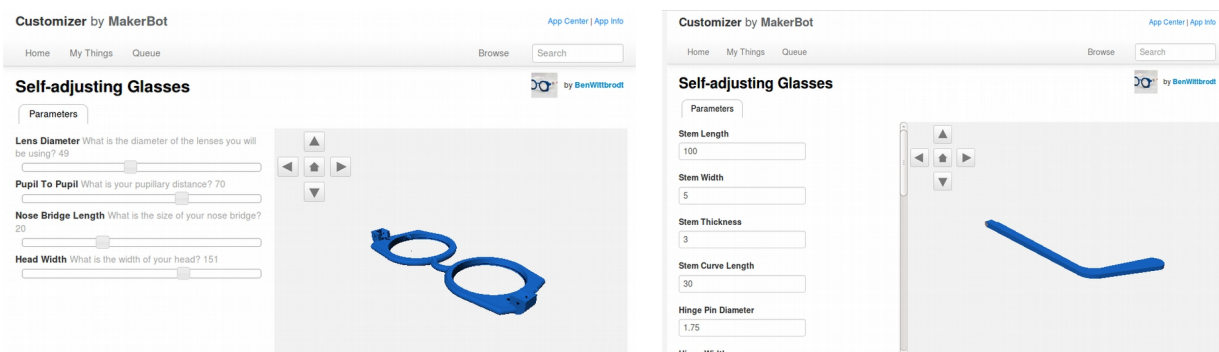 Customizer by MakerBot
App Center | App Info
Home My Things Queue Browse Search
Self-adjusting Glasses
by BenWittbrodt
Parameters
Lens Diameter What is the diameter of the lenses you will
be using? 49
Pupil To Pupil What is your pupillary distance? 70
Nose Bridge Length What is the size of your nose bridge?
20
Head Width What is the width of your head? 151
Customizer by MakerBot
App Center | App Info
Home My Things Queue Browse Search
Self-adjusting Glasses
by BenWittbrodt
Parameters
Stem Length
100
Stem Width
5
Stem Thickness
3
Stem Curve Length
30
Hinge Pin Diameter
1.75